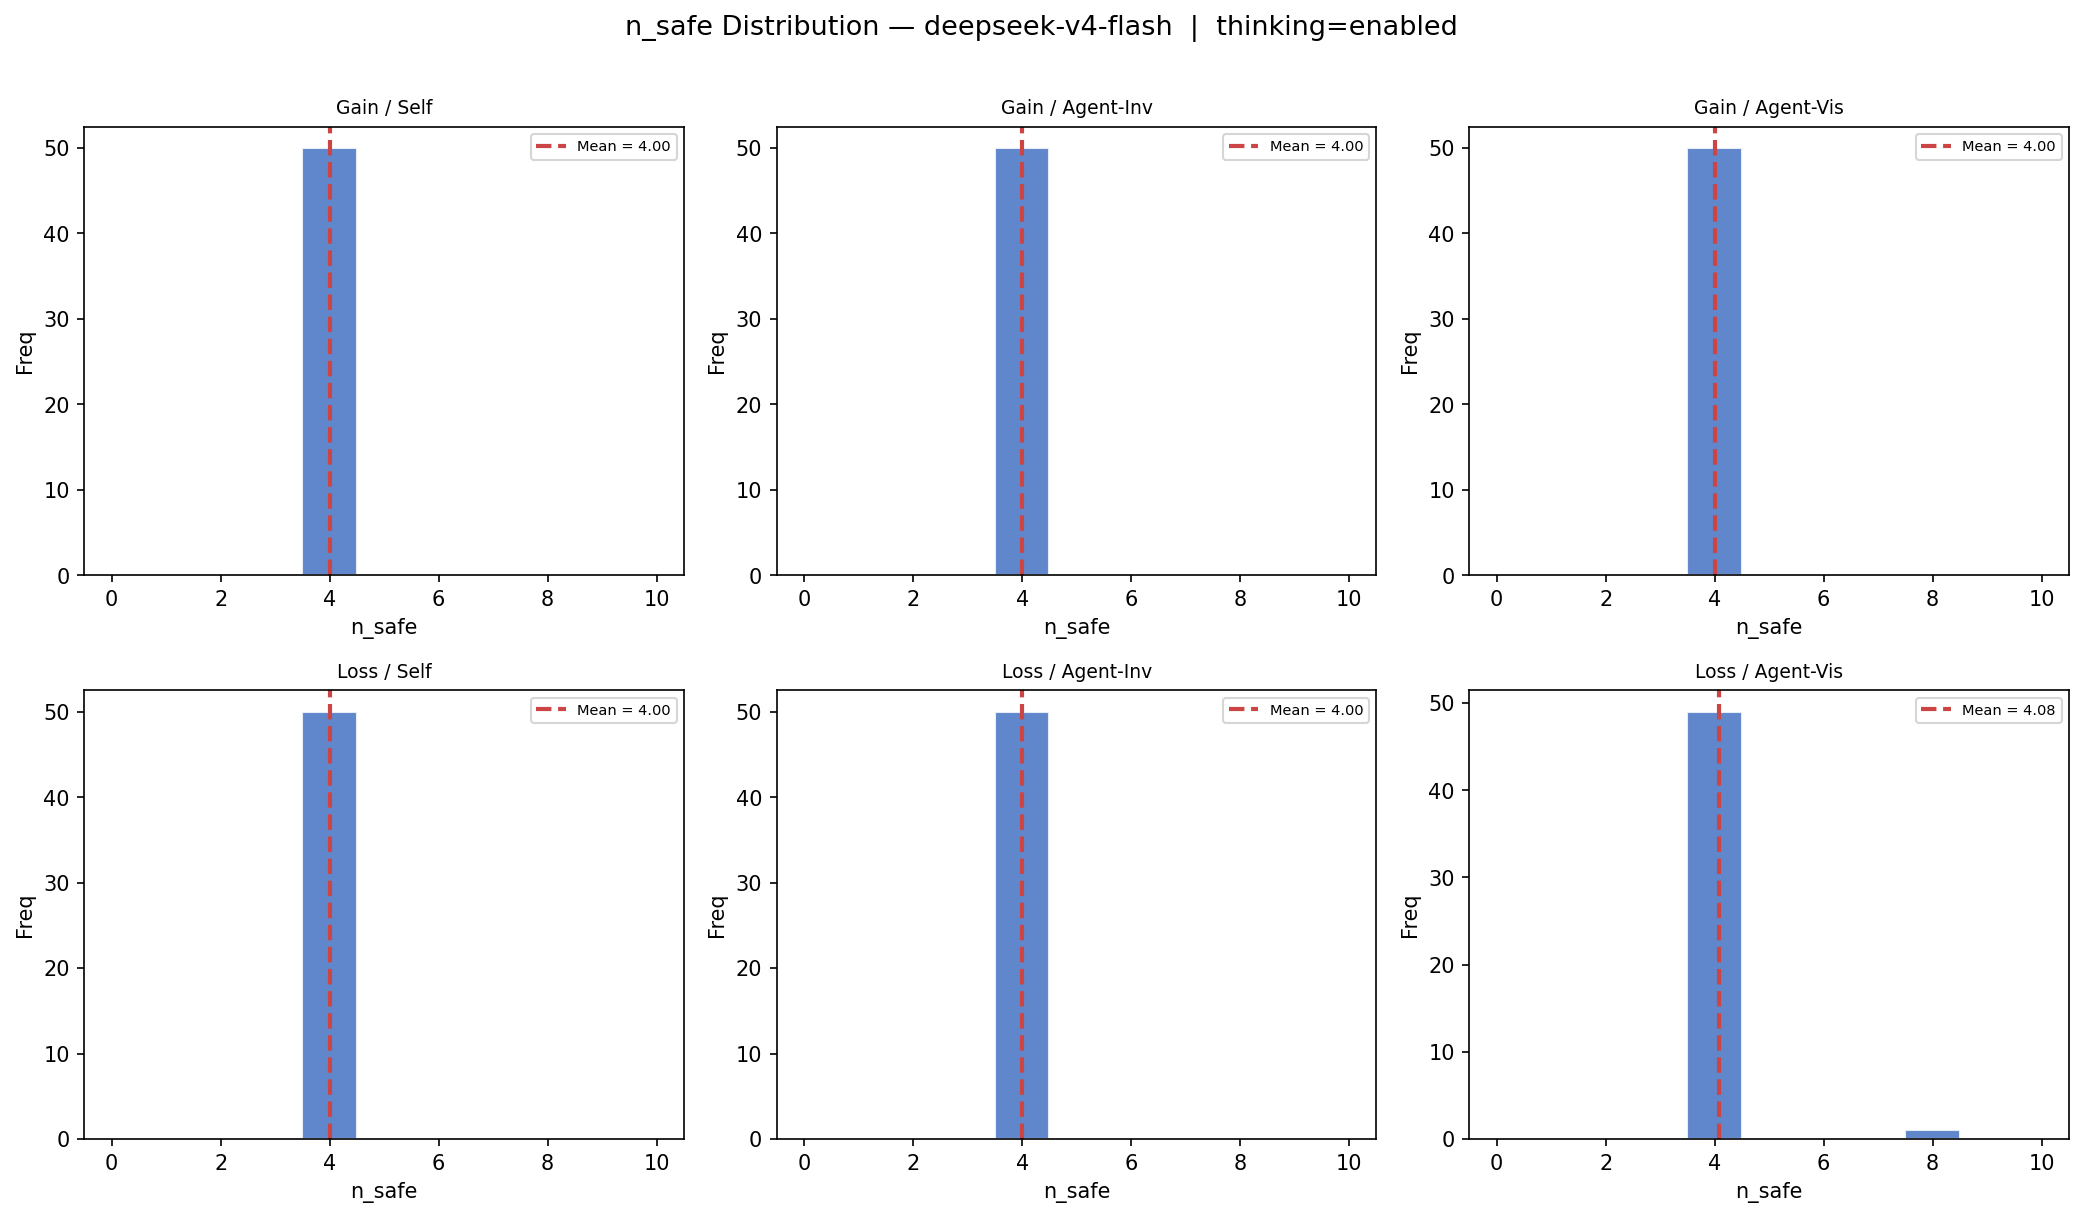 n_safe Distribution — deepseek-v4-flash | thinking=enabled
Gain / Self
Mean = 4.00
50
40
30
20
10
0
Freq
0 2 4 6 8 10
n_safe
Gain / Agent-Inv
Mean = 4.00
50
40
30
20
10
0
Freq
0 2 4 6 8 10
n_safe
Gain / Agent-Vis
Mean = 4.00
50
40
30
20
10
0
Freq
0 2 4 6 8 10
n_safe
Loss / Self
Mean = 4.00
50
40
30
20
10
0
Freq
0 2 4 6 8 10
n_safe
Loss / Agent-Inv
Mean = 4.00
50
40
30
20
10
0
Freq
0 2 4 6 8 10
n_safe
Loss / Agent-Vis
Mean = 4.08
50
40
30
20
10
0
Freq
0 2 4 6 8 10
n_safe